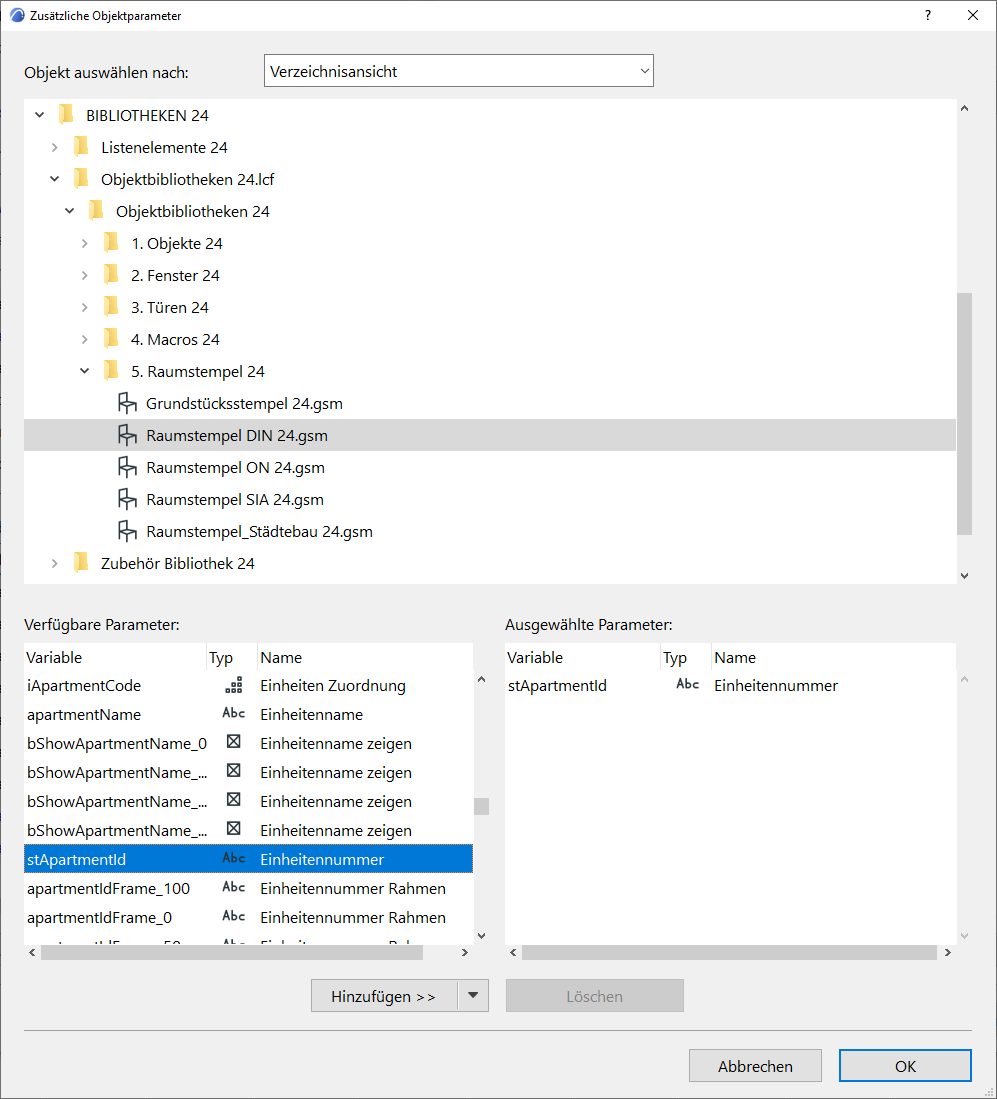 Zusätzliche Objektparameter
?
Objekt auswählen nach: Verzeichnisansicht
BIBLIOTHEKEN 24
Listenelemente 24
Objektbibliotheken 24.lcf
Objektbibliotheken 24
1. Objekte 24
2. Fenster 24
3. Türen 24
4. Macros 24
5. Raumstempel 24
Grundstücksstempel 24.gsm
Raumstempel DIN 24.gsm
Raumstempel ON 24.gsm
Raumstempel SIA 24.gsm
Raumstempel_Städtebau 24.gsm
Zubehör Bibliothek 24
Verfügbare Parameter:
Variable Typ Name
iApartmentCode Einheiten Zuordnung
apartmentName Abc Einheitenname
bShowApartmentName_0 Einheitenname zeigen
bShowApartmentName_... Einheitenname zeigen
bShowApartmentName_... Einheitenname zeigen
bShowApartmentName_... Einheitenname zeigen
stApartmentId Abc Einheitennummer
apartmentIdFrame_100 Abc Einheitennummer Rahmen
apartmentIdFrame_0 Abc Einheitennummer Rahmen
Ausgewählte Parameter:
Variable Typ Name
stApartmentId Abc Einheitennummer
Hinzufügen >>
Löschen
Abbrechen
OK